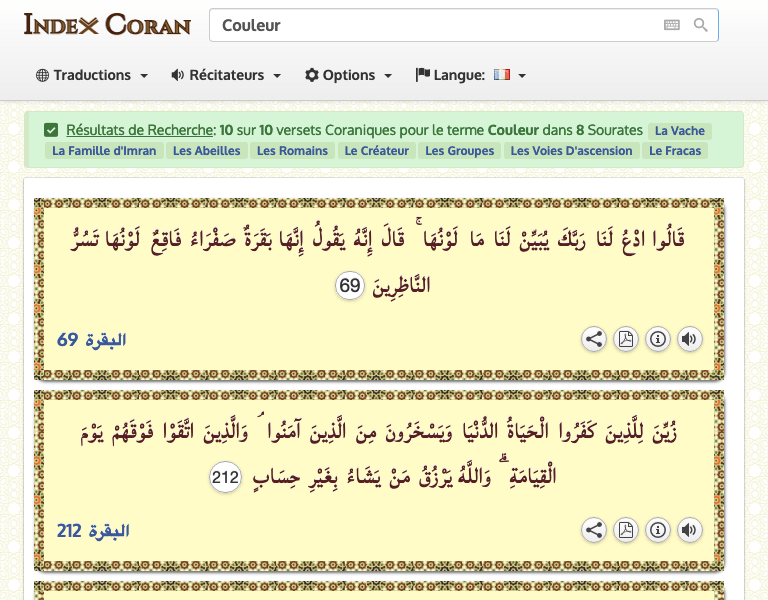 INDEX CORAN
Couleur
Traductions Récitateurs Options Langue:
Résultats de Recherche: 10 sur 10 versets Coraniques pour le terme Couleur dans 8 Sourates La Vache
La Famille d'Imran Les Abeilles Les Romains Le Créateur Les Groupes Les Voies D'ascension Le Fracas
قَالُوا ادْعُ لَنَا رَبَّكَ يُبَيِّنْ لَنَا مَا لَوْنُهَا ۚ قَالَ إِنَّهُ يَقُولُ إِنَّهَا بَقَرَةٌ صَفْرَاءُ فَاقِعٌ لَوْنُهَا تَسُرُّ
النَّاظِرِينَ 69
البقرة 69
زُيِّنَ لِلَّذِينَ كَفَرُوا الْحَيَاةُ الدُّنْيَا وَيَسْخَرُونَ مِنَ الَّذِينَ آمَنُوا ۘ وَالَّذِينَ اتَّقَوْا فَوْقَهُمْ يَوْمَ
الْقِيَامَةِ ۗ وَاللَّهُ يَرْزُقُ مَنْ يَشَاءُ بِغَيْرِ حِسَابٍ 212
البقرة 212